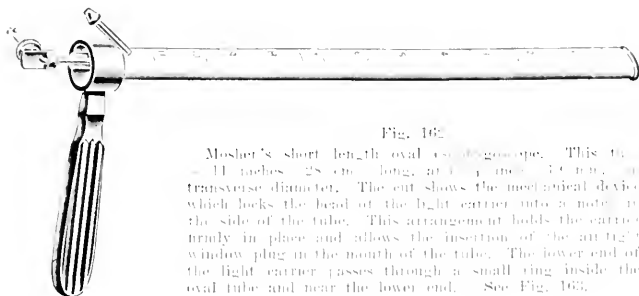 Fig. 162
Mosher's short length oval This
11 inches 28 cm long,
transverse diameter. The cut shows the mechanical
which locks the head of the light carrier into a
the side of the tube. This arrangement holds the
firmly in place and allows the insertion of the
window plug in the mouth of the tube. The lower end of
the light carrier passes through a small ring inside the
oval tube and near the lower end. See Fig. 163.